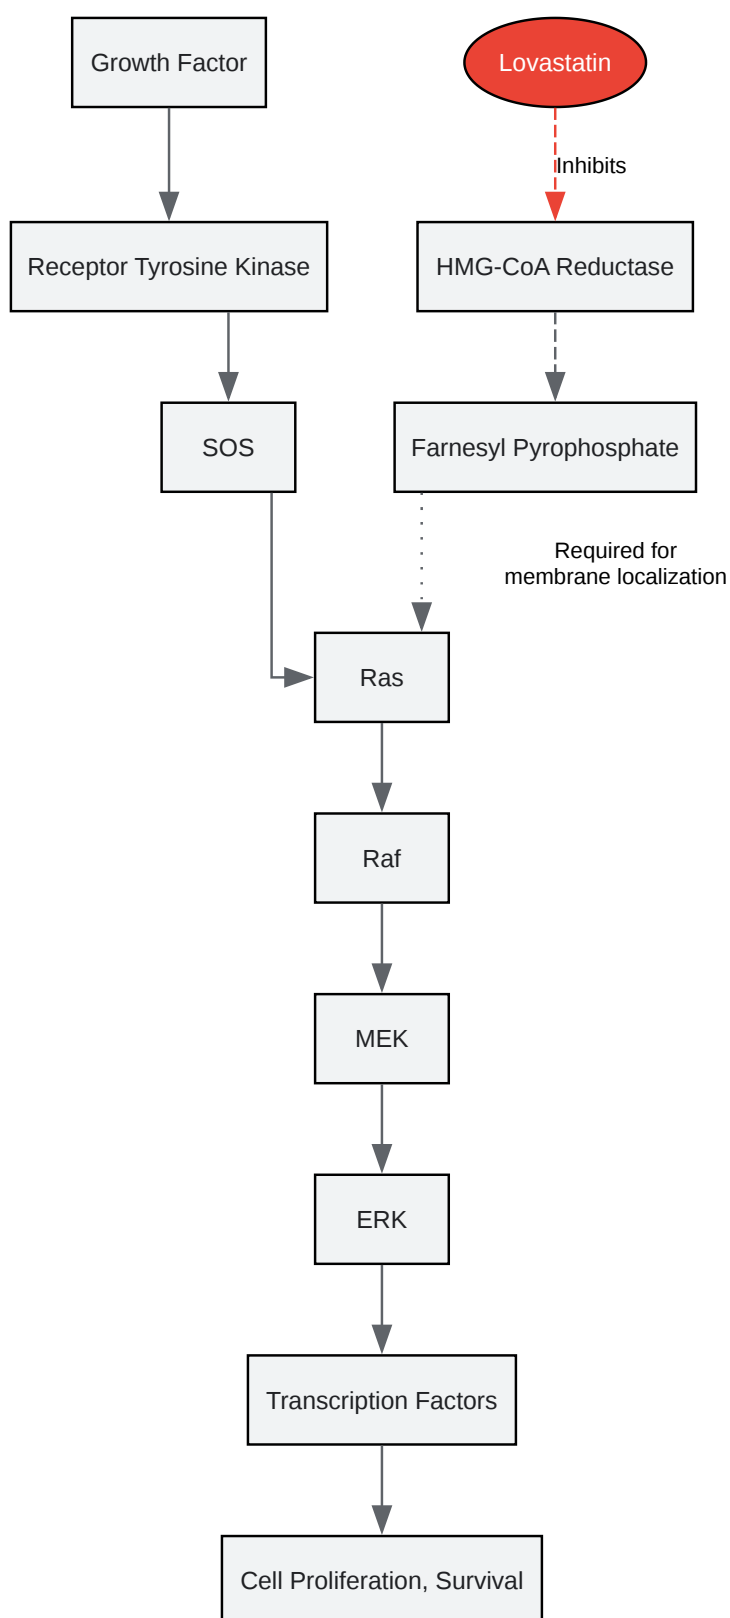 Growth Factor
Lovastatin
Inhibits
Receptor Tyrosine Kinase
HMG-CoA Reductase
SOS
Farnesyl Pyrophosphate
Required for
membrane localization
Ras
Raf
MEK
ERK
Transcription Factors
Cell Proliferation, Survival